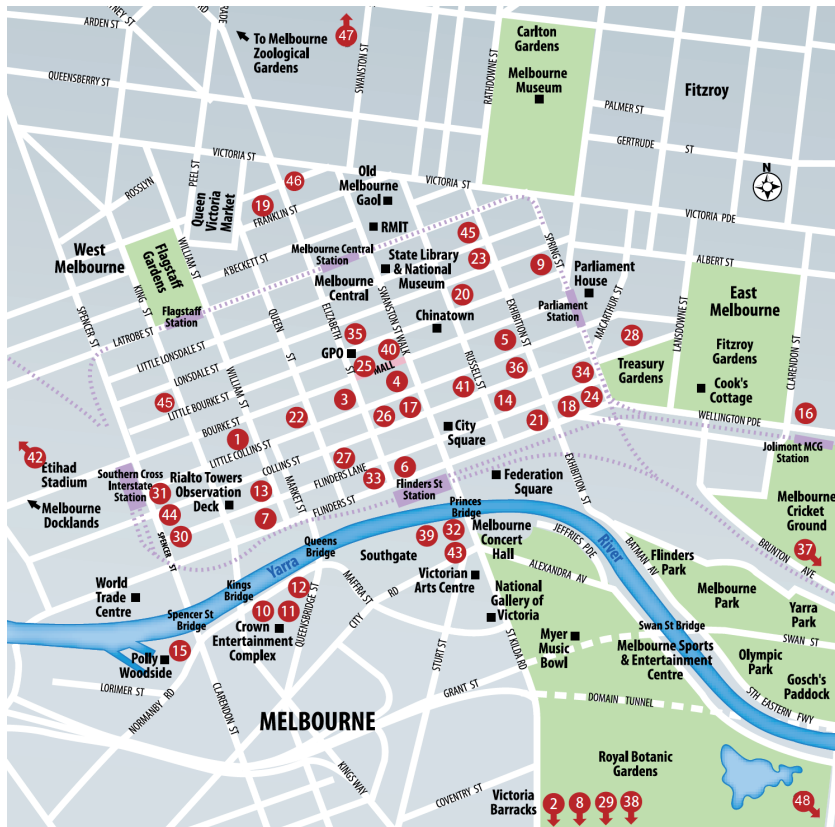 ARDEN ST
RADE
To Melbourne
Zoological
Gardens
47
SWANSTON ST
RATHDOWNE ST
Carlton
Gardens
Melbourne
Museum
Fitzroy
QUEENSBERRY ST
PALMER ST
GERTRUDE ST
N
VICTORIA ST
PEEL ST
ROSSLYN
Queen
Victoria
Market
46
19
FRANKLIN ST
Old
Melbourne
Gaol
VICTORIA ST
RMIT
VICTORIA PDE
West
Melbourne
Flagstaff
Gardens
WILLIAM ST
A'BECKETT ST
Melbourne Central
Station
State Library
& National
Museum
45
23
9
SPRING ST
Parliament
House
ALBERT ST
KING ST
SPENCER ST
Flagstaff
Station
Melbourne
Central
20
Chinatown
Parliament
Station
MACARTHUR ST
LANSDOWNE ST
East
Melbourne
LATROBE ST
LITTLE LONSDALE ST
LONSDALE ST
LITTLE BOURKE ST
BOURKE ST
LITTLE COLLINS ST
COLLINS ST
FLINDERS LANE
FLINDERS ST
QUEEN ST
ELIZABETH ST
SWANSTON ST WALK
RUSSELL ST
EXHIBITION ST
EXHIBITION ST
35
GPO
40
25
MALL
4
5
36
28
Treasury
Gardens
Fitzroy
Gardens
Cook's
Cottage
CLARENDON ST
45
WILLIAM ST
1
22
3
26
17
41
14
34
24
18
21
WELLINGTON PDE
16
Jolimont MCG
Station
City
Square
42
Etihad
Stadium
Melbourne
Docklands
Southern Cross
Interstate
Station
31
44
30
SPENCER ST
Rialto Towers
Observation
Deck
13
7
MARKET ST
27
33
6
Flinders St
Station
Federation
Square
Princes
Bridge
Melbourne
Cricket
Ground
37
BRUNTON AVE
39
32
43
Southgate
Melbourne
Concert
Hall
JEFFRIES PDE
BATMAN AV
Flinders
Park
ALEXANDRA AV
River
Queens
Bridge
Yarra
Kings
Bridge
World
Trade
Centre
12
10
11
Crown
Entertainment
Complex
QUEENSBRIDGE ST
MAFFRA ST
CITY RD
Victorian
Arts Centre
National
Gallery of
Victoria
Melbourne
Park
Yarra
Park
Spencer St
Bridge
15
Polly
Woodside
STURT ST
ST KILDA RD
Myer
Music
Bowl
Swan St Bridge
SWAN ST
Melbourne Sports
& Entertainment
Centre
Olympic
Park
Gosch's
Paddock
LORIMER ST
NORMANBY RD
CLARENDON ST
GRANT ST
DOMAIN TUNNEL
STH EASTERN FWY
MELBOURNE
KINGS WAY
COVENTRY ST
Royal Botanic
Gardens
Victoria
Barracks
2
8
29
38
48